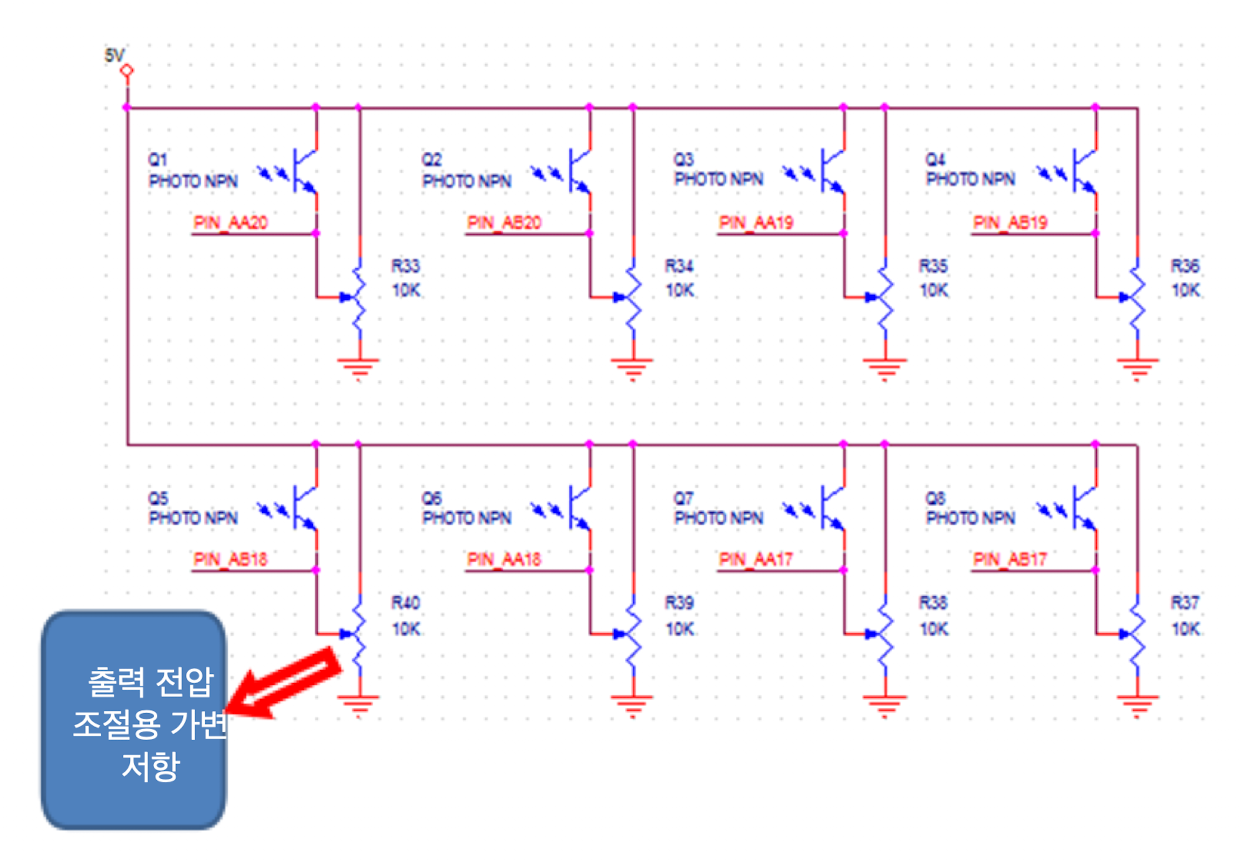 5V
Q1
PHOTO NPN
PIN_AA20
R33
10K
Q2
PHOTO NPN
PIN_AB20
R34
10K
Q3
PHOTO NPN
PIN_AA19
R35
10K
Q4
PHOTO NPN
PIN_AB19
R36
10K
Q5
PHOTO NPN
PIN_AB18
R40
10K
Q6
PHOTO NPN
PIN_AA18
R39
10K
Q7
PHOTO NPN
PIN_AA17
R38
10K
Q8
PHOTO NPN
PIN_AB17
R37
10K
출력 전압
조절용 가변
저항